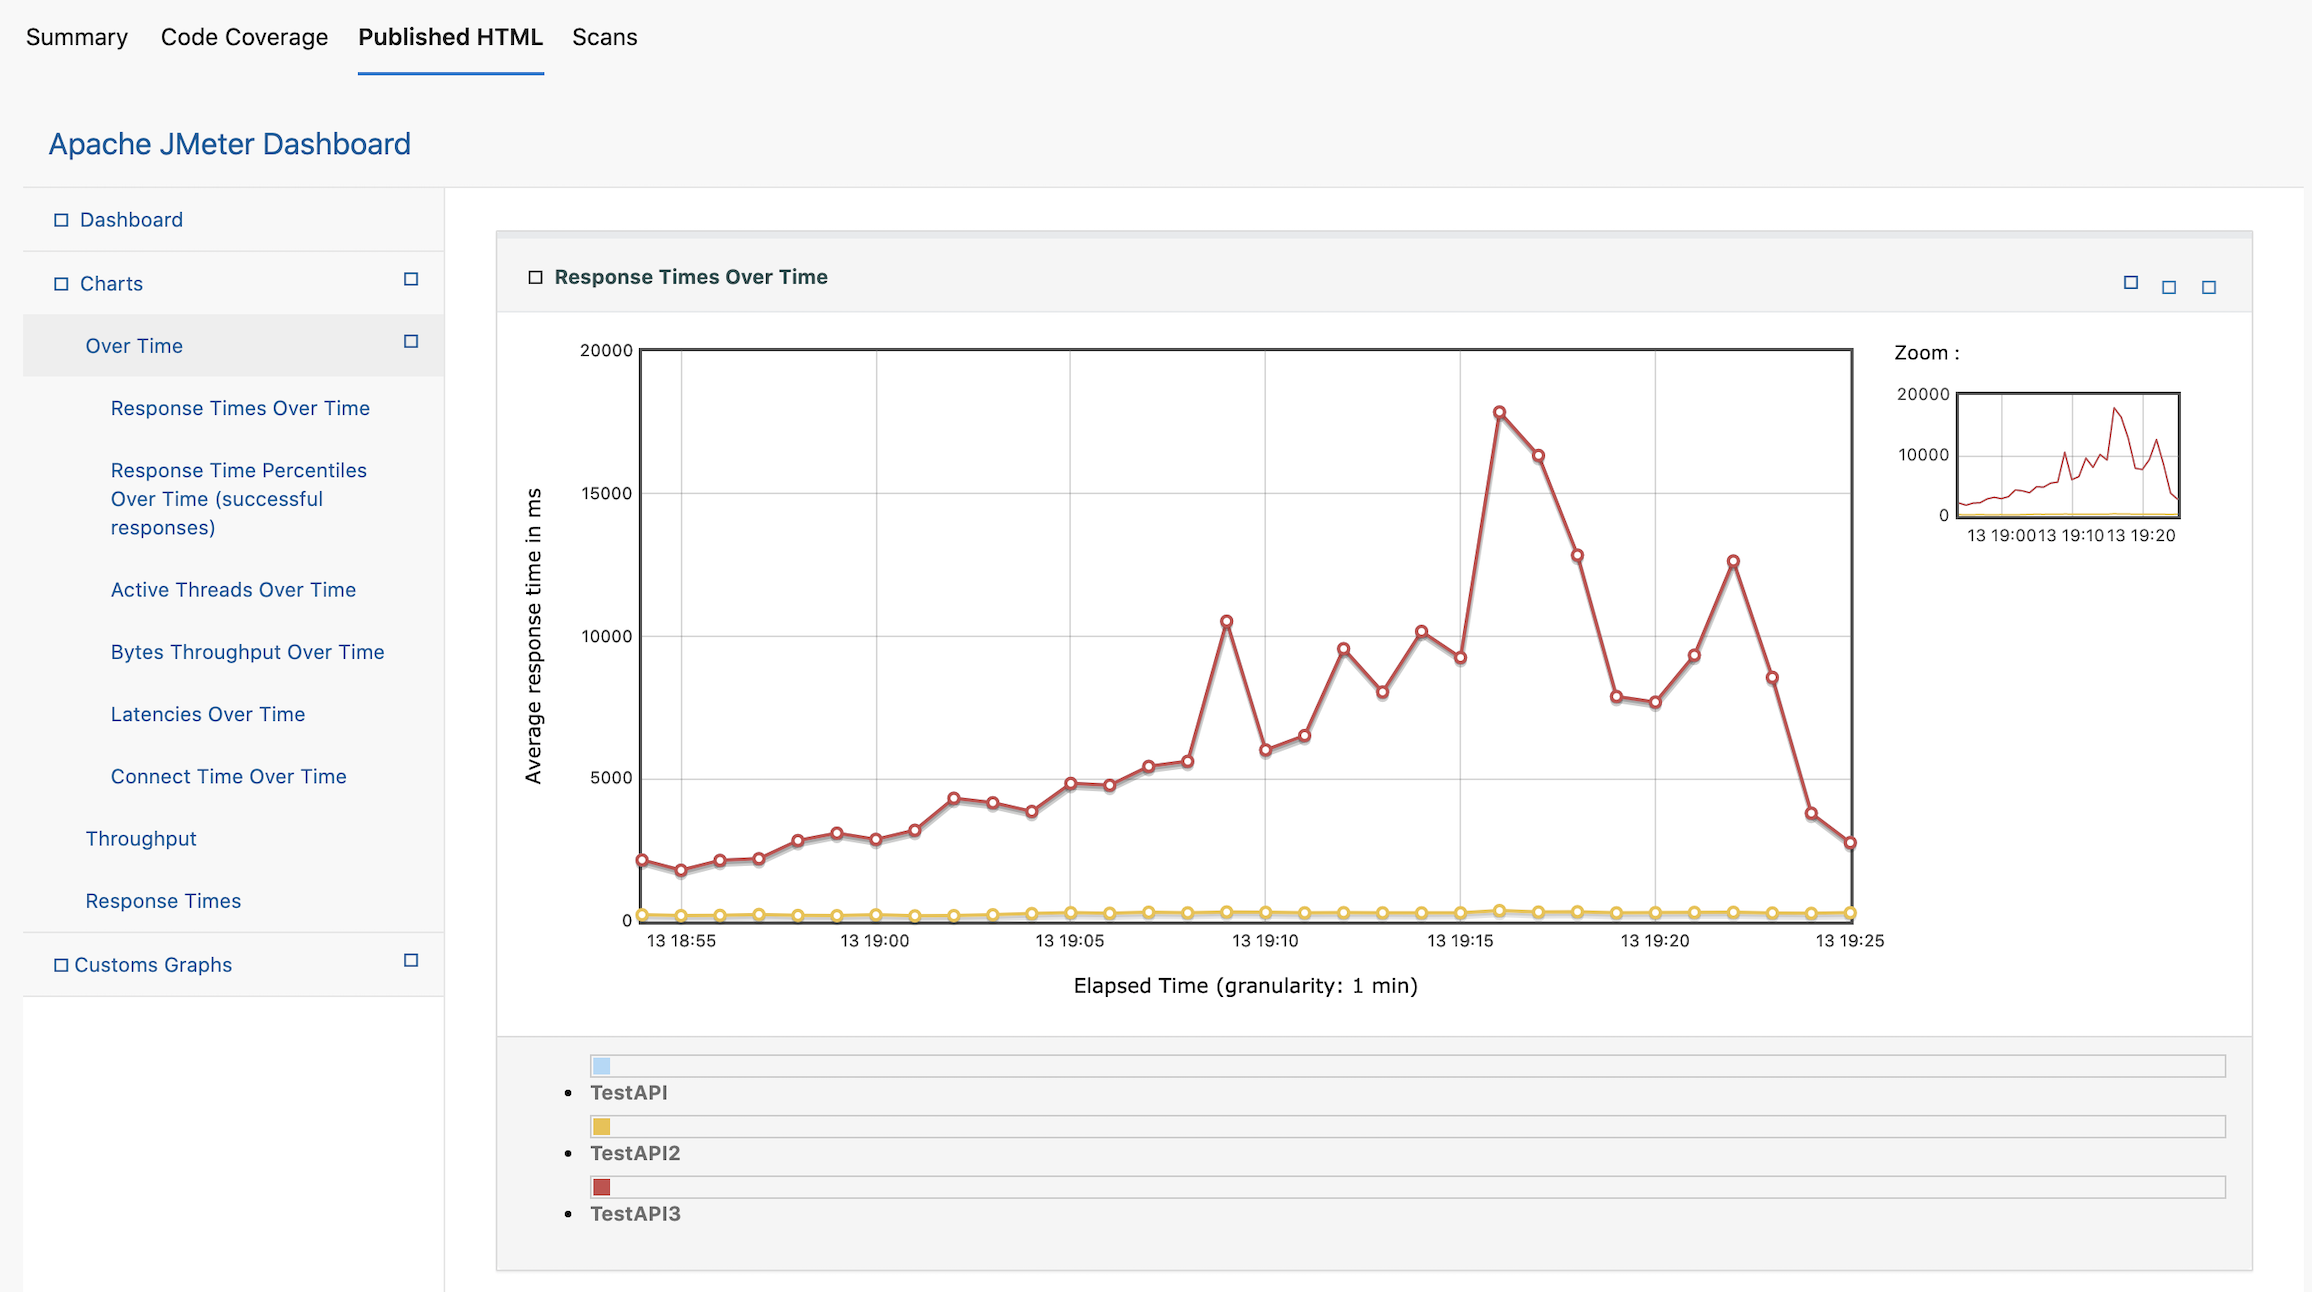 Summary Code Coverage Published HTML Scans
Apache JMeter Dashboard
Dashboard
Charts
Over Time
Response Times Over Time
Response Time Percentiles
Over Time (successful
responses)
Active Threads Over Time
Bytes Throughput Over Time
Latencies Over Time
Connect Time Over Time
Throughput
Response Times
Customs Graphs
Response Times Over Time
Average response time in ms
20000
15000
10000
5000
0
13 18:55 13 19:00 13 19:05 13 19:10 13 19:15 13 19:20 13 19:25
Elapsed Time (granularity: 1 min)
Zoom :
20000
10000
0
13 19:00 13 19:10 13 19:20
TestAPI
TestAPI2
TestAPI3